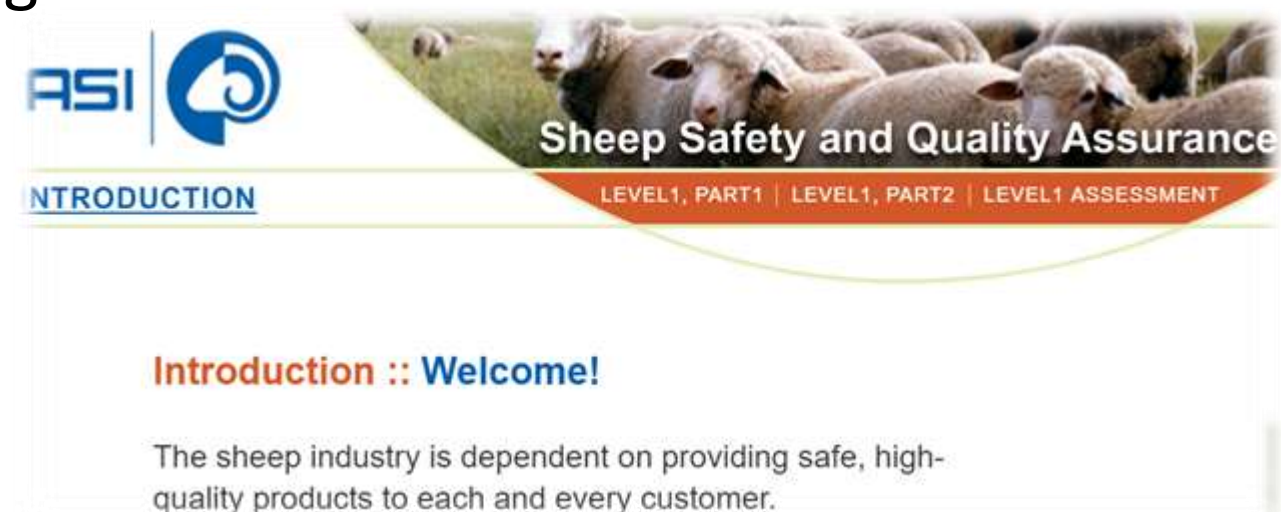 g
ASI
Sheep Safety and Quality Assurance
NTRODUCTION
LEVEL1, PART1 | LEVEL1, PART2 | LEVEL1 ASSESSMENT
Introduction :: Welcome!
The sheep industry is dependent on providing safe, high-
quality products to each and every customer.